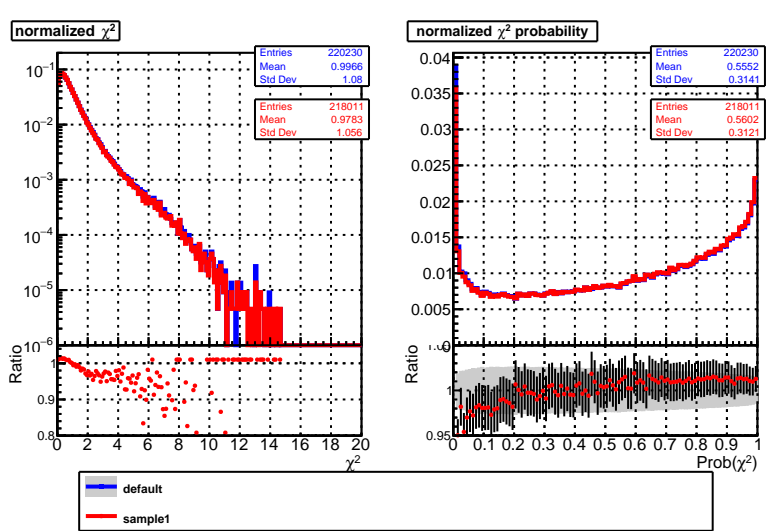 normalized χ²
Entries 220230
Mean 0.9966
Std Dev 1.08
Entries 218011
Mean 0.9783
Std Dev 1.056
10⁻¹
10⁻²
10⁻³
10⁻⁴
10⁻⁵
10⁻⁶
Ratio
1
0.9
0.8
0 2 4 6 8 10 12 14 16 18 20
χ²
normalized χ² probability
Entries 220230
Mean 0.5552
Std Dev 0.3141
Entries 218011
Mean 0.5602
Std Dev 0.3121
0.04
0.035
0.03
0.025
0.02
0.015
0.01
0.005
Ratio
1
0.95
0 0.1 0.2 0.3 0.4 0.5 0.6 0.7 0.8 0.9 1
Prob(χ²)
default
sample1